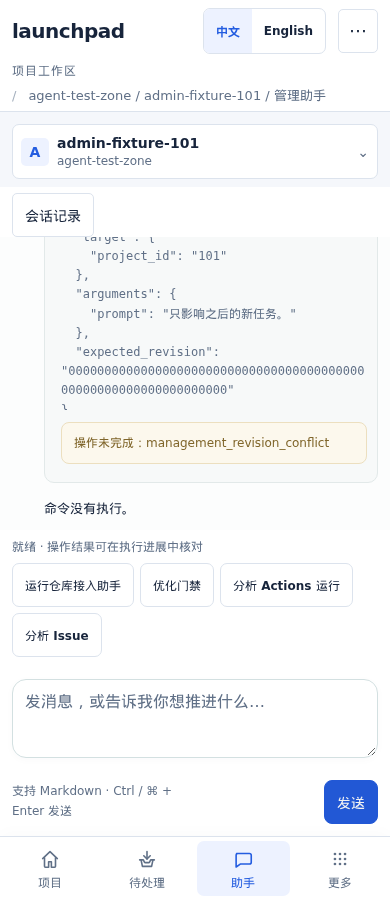 launchpad
中文
English
...
项目工作区
/ agent-test-zone / admin-fixture-101 / 管理助手
A
admin-fixture-101
agent-test-zone
会话记录
"target": {
"project_id": "101"
},
"arguments": {
"prompt": "只影响之后的新任务。"
},
"expected_revision":
"0000000000000000000000000000000000000000
0000000000000000000000"
}
操作未完成：management_revision_conflict
命令没有执行。
就绪 · 操作结果可在执行进展中核对
运行仓库接入助手
优化门禁
分析 Actions 运行
分析 Issue
发消息，或告诉我你想推进什么...
支持 Markdown · Ctrl / ⌘ +
Enter 发送
发送
项目
待处理
助手
更多